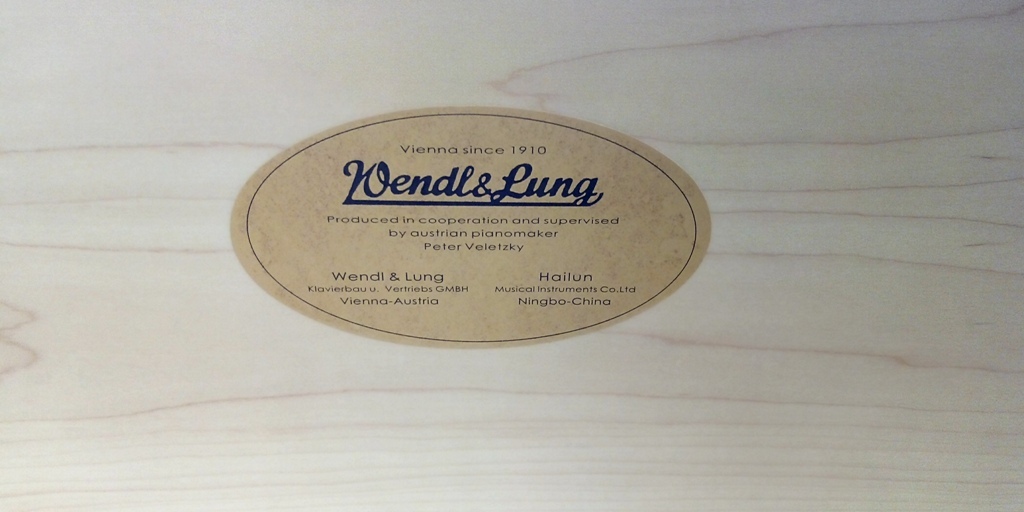 Vienna since 1910
Wendl & Lung
Produced in cooperation and supervised
by austrian pianomaker
Peter Veletzky
Wendl & Lung
Klavierbau u. Vertriebs GMBH
Vienna-Austria
Hailun
Musical Instruments Co.Ltd
Ningbo-China